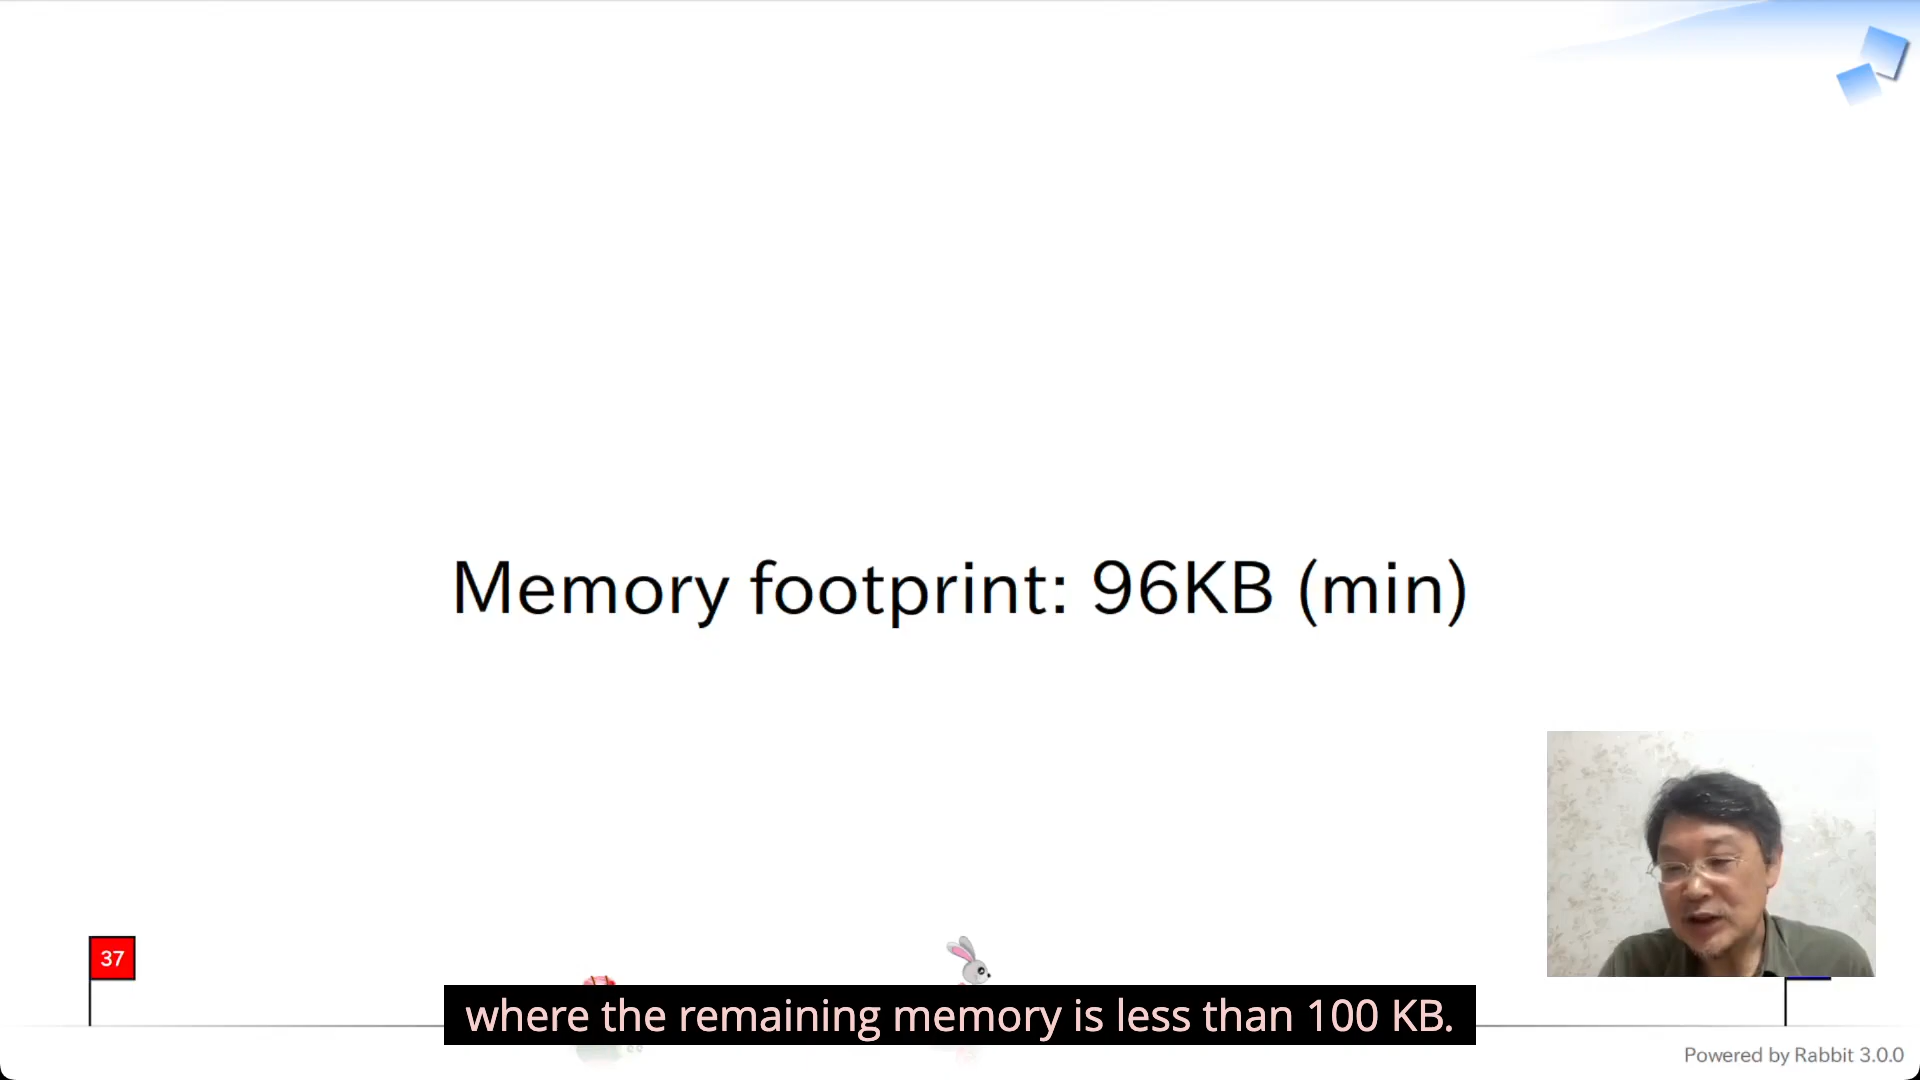 Memory footprint: 96KB (min)
37
where the remaining memory is less than 100 KB.
Powered by Rabbit 3.0.0